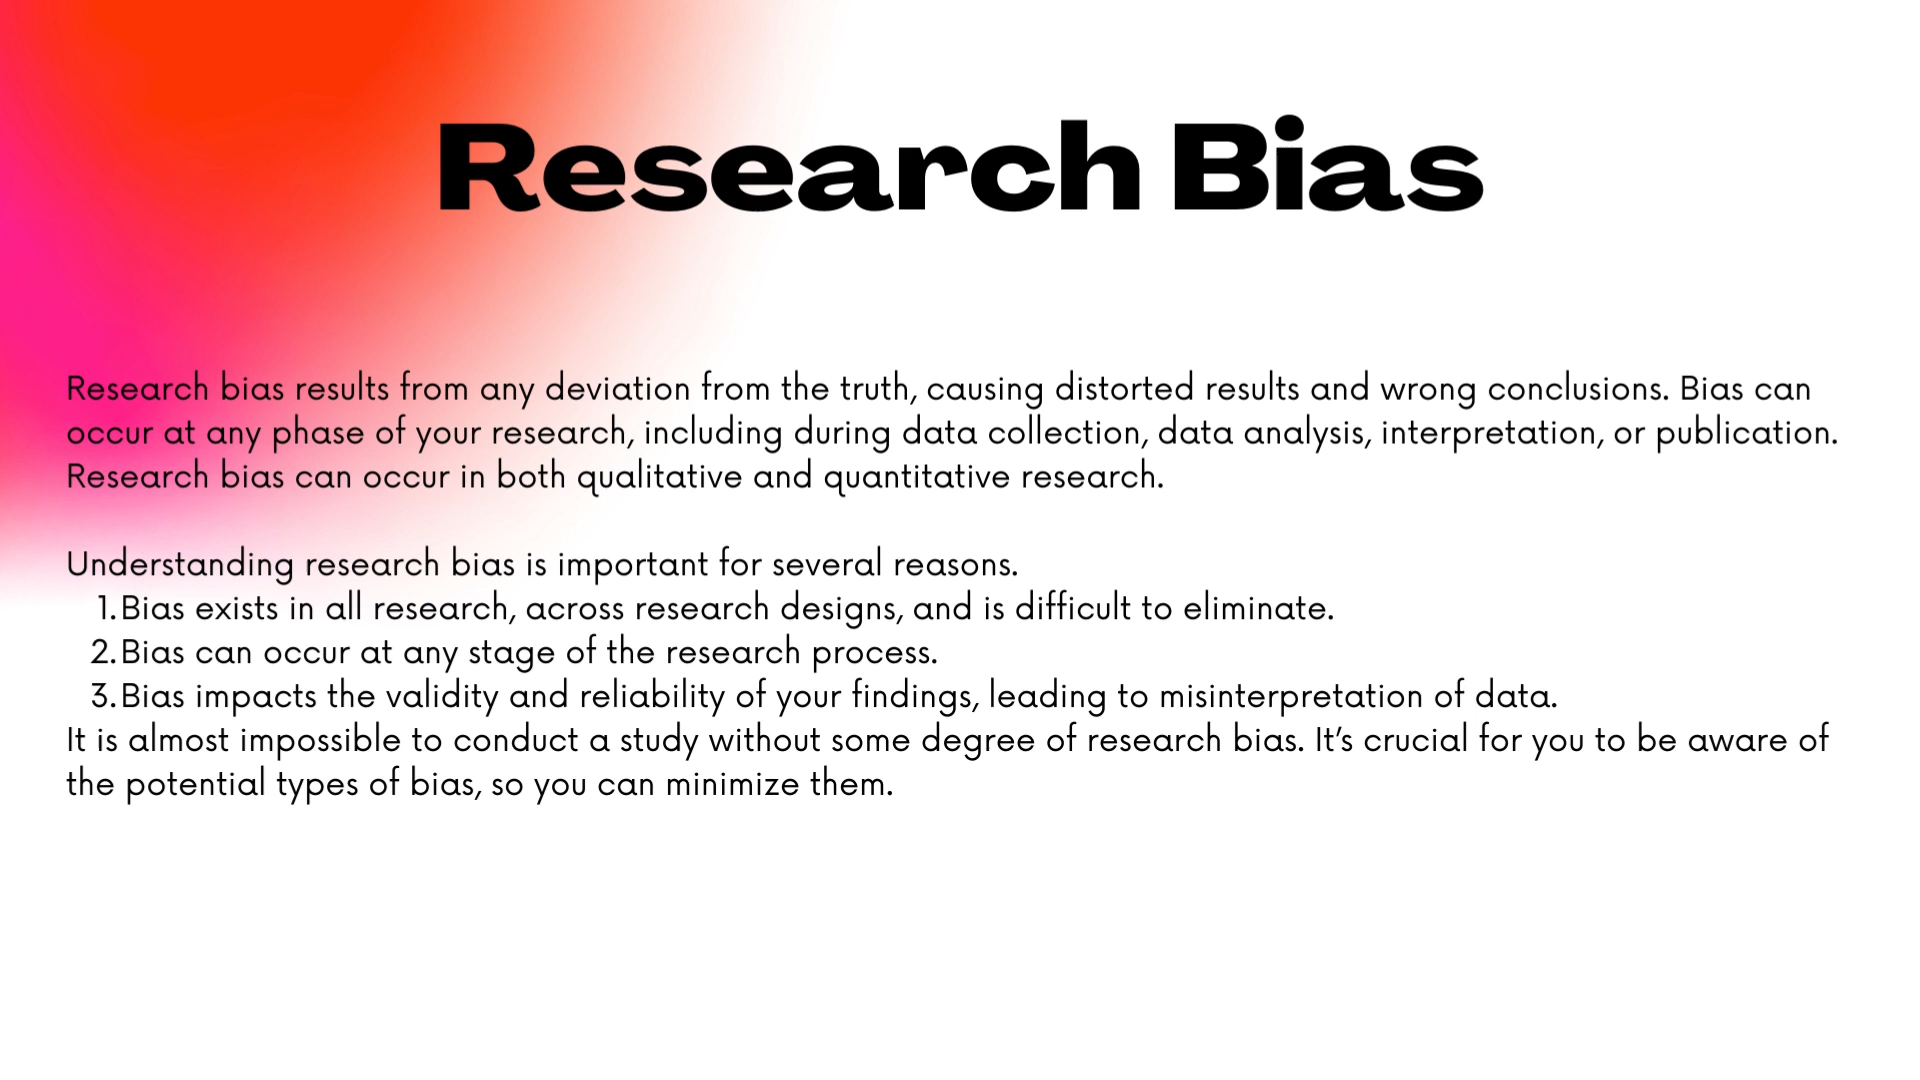 Research Bias
Research bias results from any deviation from the truth, causing distorted results and wrong conclusions. Bias can
occur at any phase of your research, including during data collection, data analysis, interpretation, or publication.
Research bias can occur in both qualitative and quantitative research.
Understanding research bias is important for several reasons.
1. Bias exists in all research, across research designs, and is difficult to eliminate.
2. Bias can occur at any stage of the research process.
3. Bias impacts the validity and reliability of your findings, leading to misinterpretation of data.
It is almost impossible to conduct a study without some degree of research bias. It’s crucial for you to be aware of
the potential types of bias, so you can minimize them.